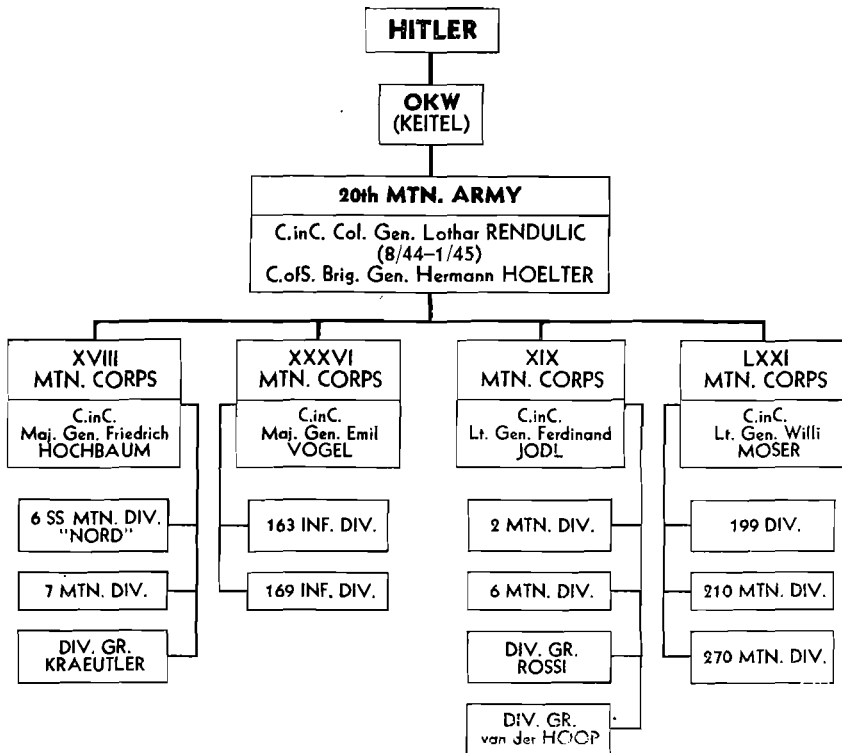 HITLER
OKW
(KEITEL)
20th MTN. ARMY
C.inC. Col. Gen. Lothar RENDULIC
(8/44–1/45)
C.ofS. Brig. Gen. Hermann HOELTER
XVIII
MTN. CORPS
C.inC.
Maj. Gen. Friedrich
HOCHBAUM
6 SS MTN. DIV.
"NORD"
7 MTN. DIV.
DIV. GR.
KRAEUTLER
XXXVI
MTN. CORPS
C.inC.
Maj. Gen. Emil
VOGEL
163 INF. DIV.
169 INF. DIV.
XIX
MTN. CORPS
C.inC.
Lt. Gen. Ferdinand
JODL
2 MTN. DIV.
6 MTN. DIV.
DIV. GR.
ROSSI
DIV. GR.
van der HOOP
LXXI
MTN. CORPS
C.inC.
Lt. Gen. Willi
MOSER
199 DIV.
210 MTN. DIV.
270 MTN. DIV.